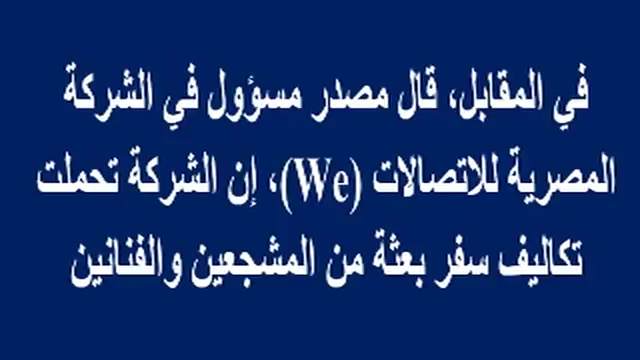 في المقابل، قال مصدر مسؤول في الشركة
المصرية للاتصالات (We)، إن الشركة تحملت
تكاليف سفر بعثة من المشجعين والفنانين